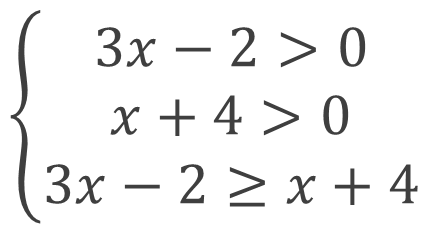 3x − 2 > 0
x + 4 > 0
3x − 2 ≥ x + 4